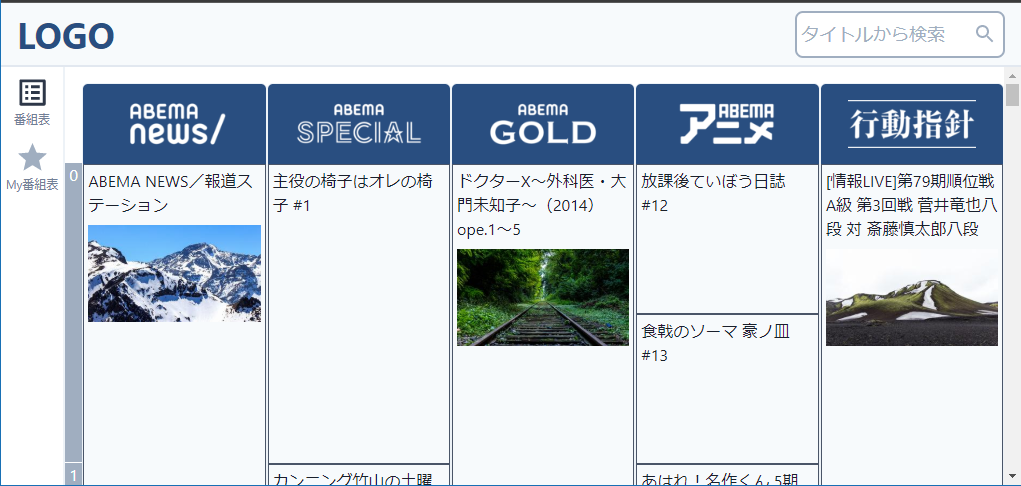 LOGO
タイトルから検索
番組表
My番組表
ABEMA
news/
ABEMA
SPECIAL
ABEMA
GOLD
ABEMA
アニメ
行動指針
0
ABEMA NEWS／報道ス
テーション
主役の椅子はオレの椅
子 #1
ドクターX～外科医・大
門未知子～（2014）
ope.1～5
放課後ていぼう日誌
#12
食戟のソーマ 豪ノ皿
#13
[情報LIVE]第79期順位戦
A級 第3回戦 菅井竜也八
段 対 斎藤慎太郎八段
1
カンニング竹山の土曜
あはれ！名作くん 5期